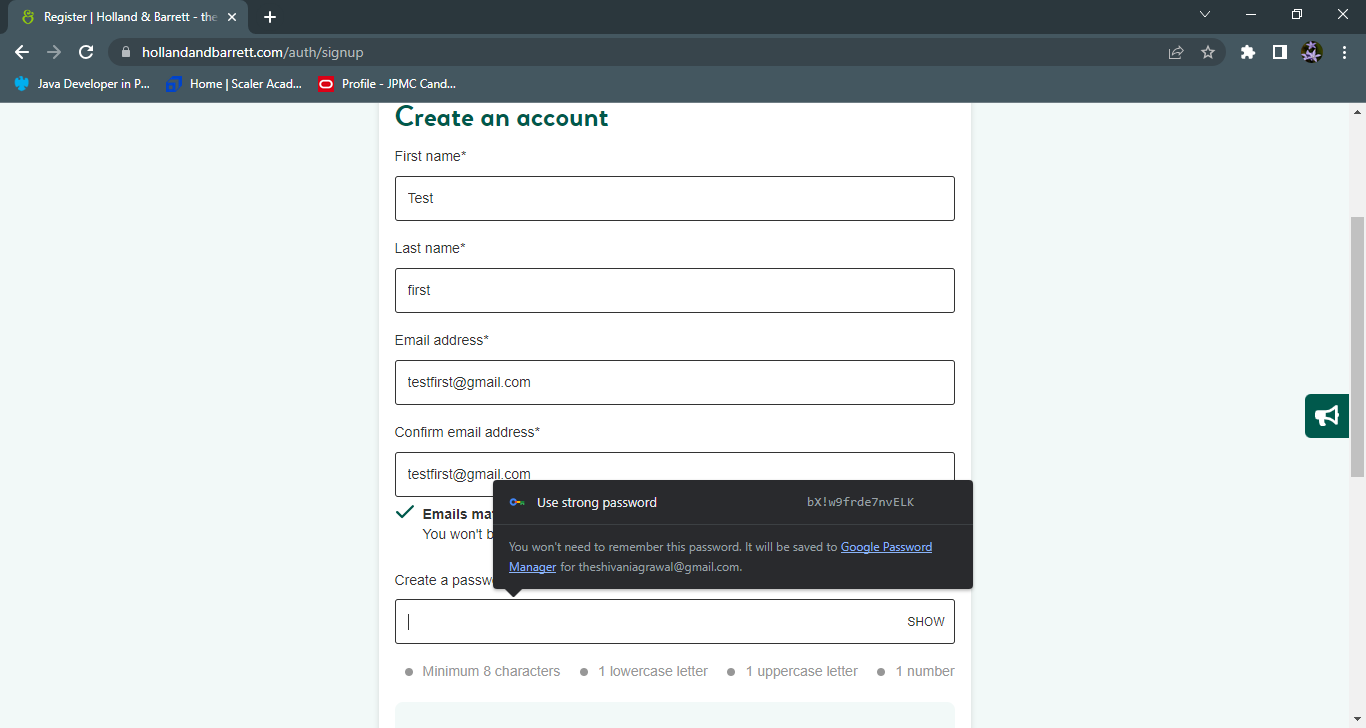 Register | Holland & Barrett - the
hollandandbarrett.com/auth/signup
Java Developer in P...
Home | Scaler Acad...
Profile - JPMC Cand...
Create an account
First name*
Test
Last name*
first
Email address*
testfirst@gmail.com
Confirm email address*
testfirst@gmail.com
Use strong password bX!w9frde7nvELK
You won't need to remember this password. It will be saved to Google Password
Manager for theshivaniagrawal@gmail.com.
Emails ma
You won't b
Create a passw
SHOW
Minimum 8 characters 1 lowercase letter 1 uppercase letter 1 number